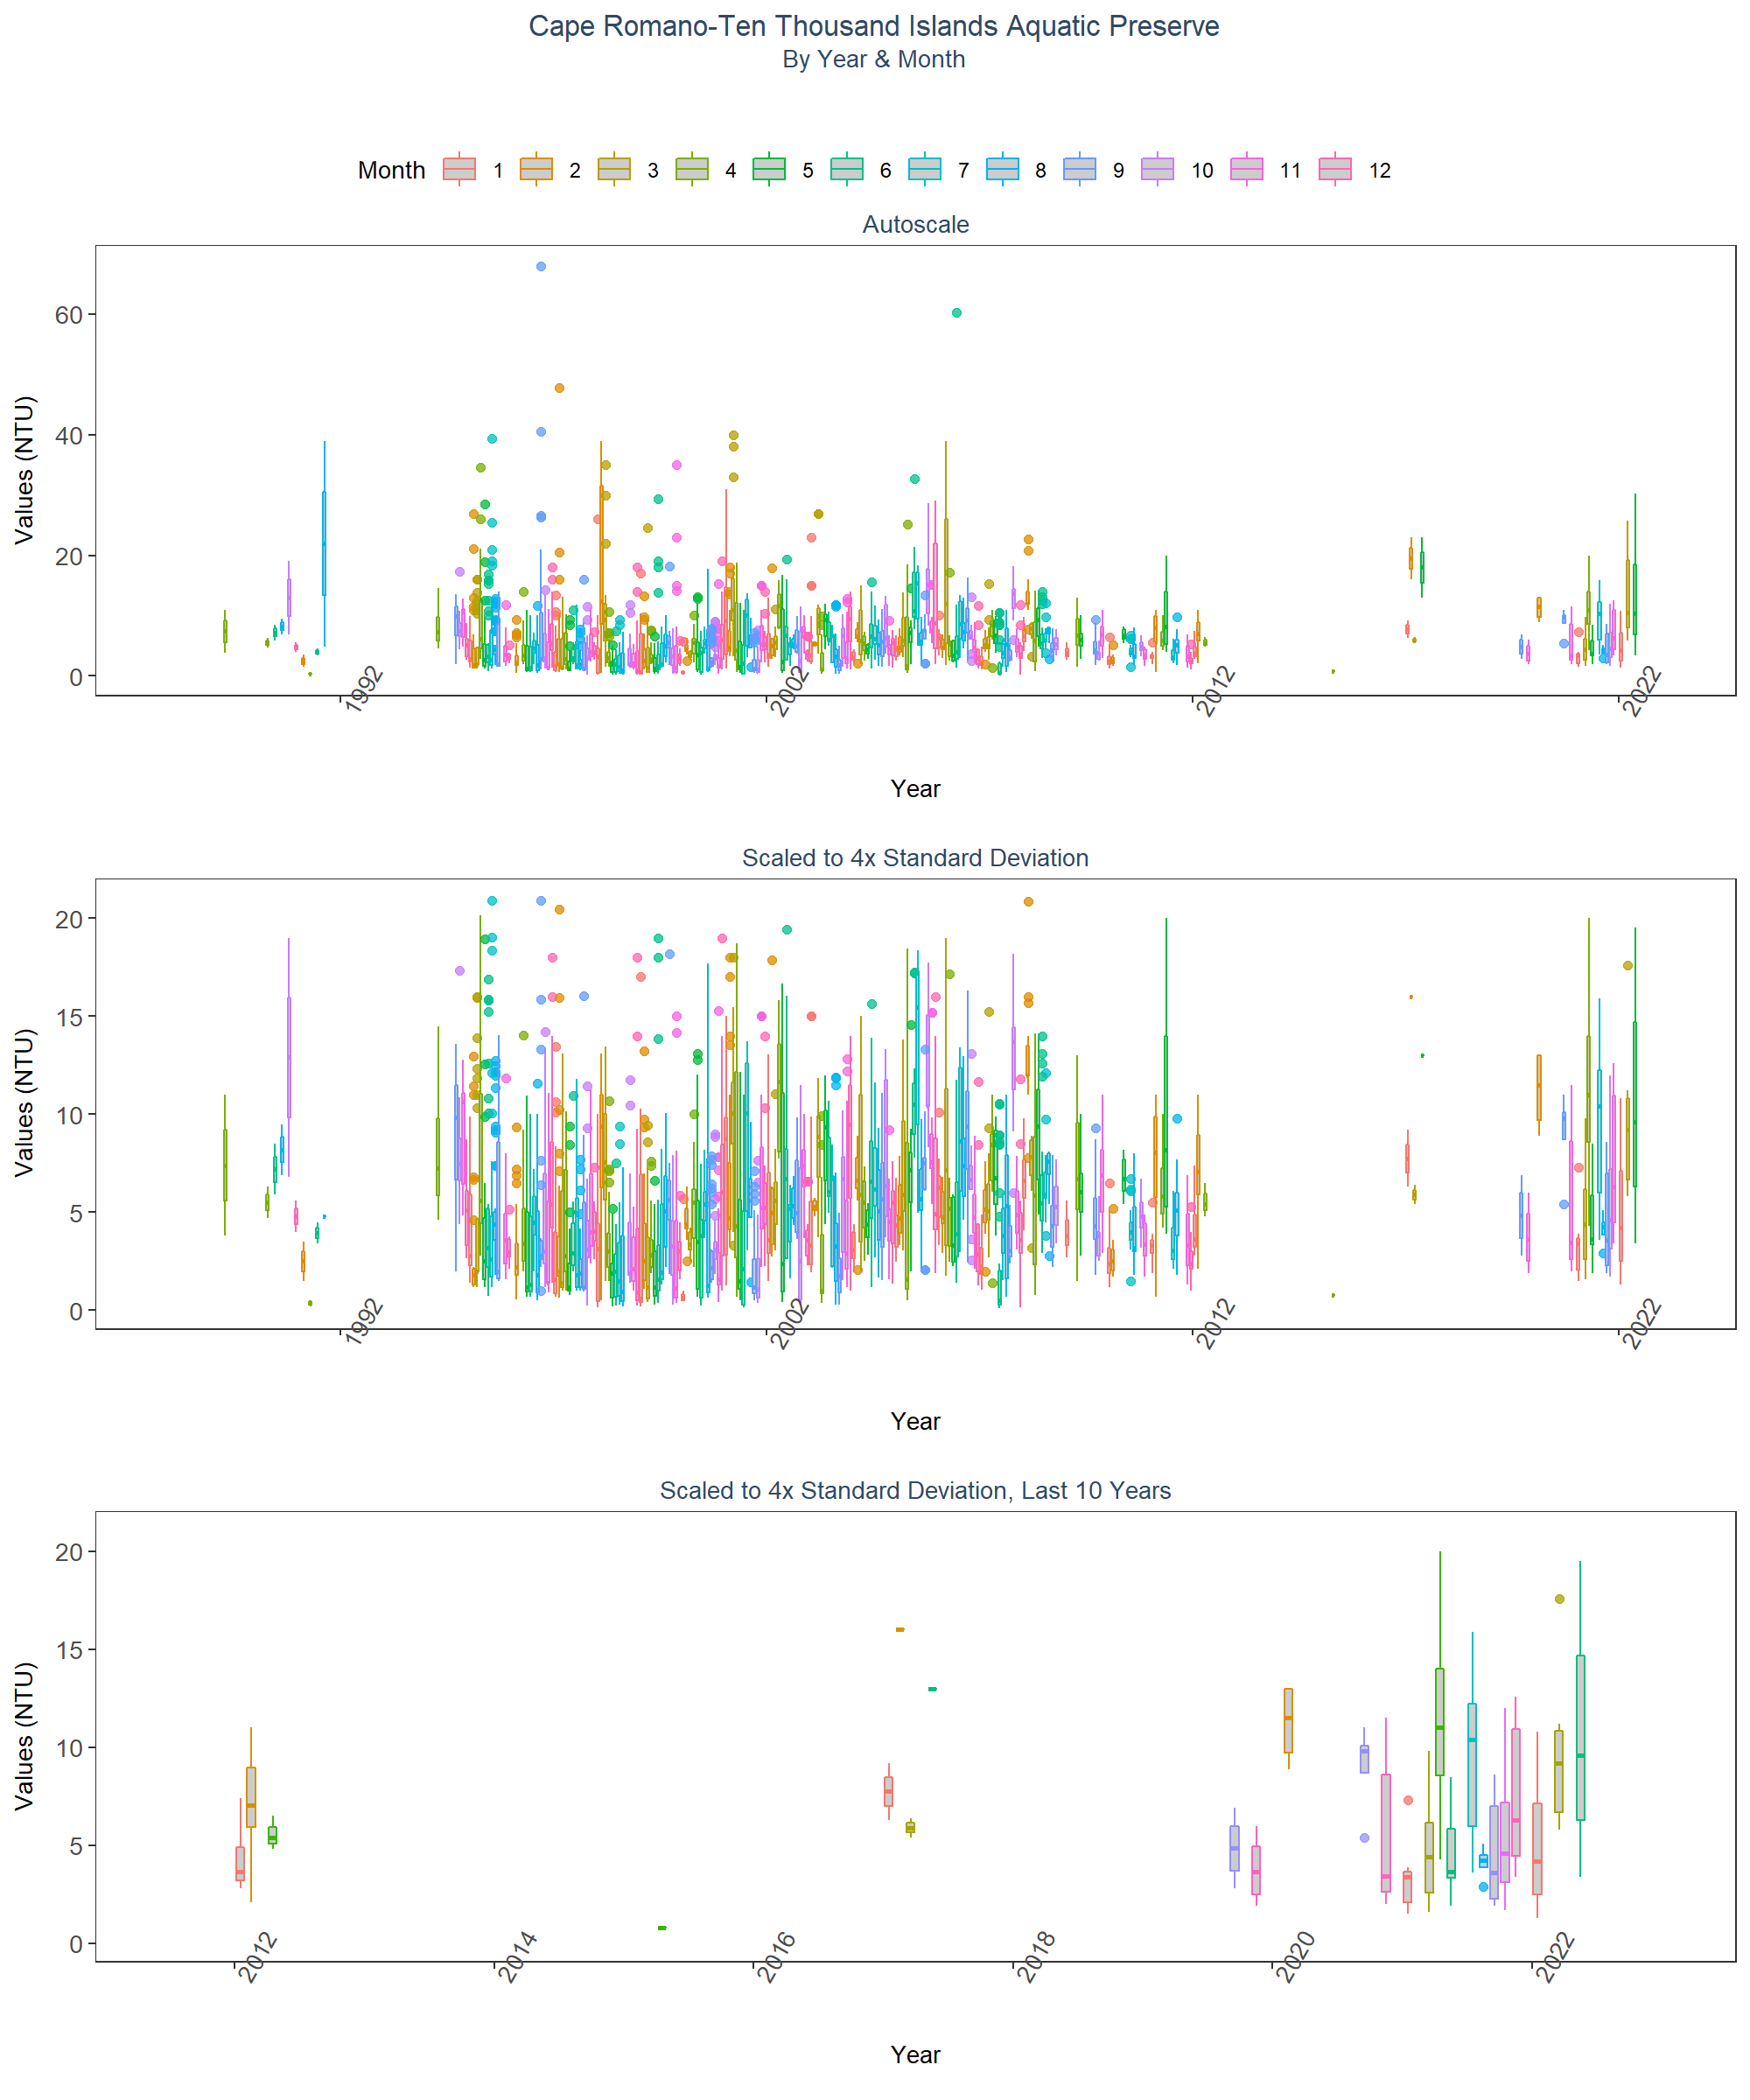 Cape Romano-Ten Thousand Islands Aquatic Preserve
By Year & Month
Month 1 2 3 4 5 6 7 8 9 10 11 12
Autoscale
Values (NTU)
60
40
20
0
1992 2002 2012 2022
Year
Scaled to 4x Standard Deviation
Values (NTU)
20
15
10
5
0
1992 2002 2012 2022
Year
Scaled to 4x Standard Deviation, Last 10 Years
Values (NTU)
20
15
10
5
0
2012 2014 2016 2018 2020 2022
Year